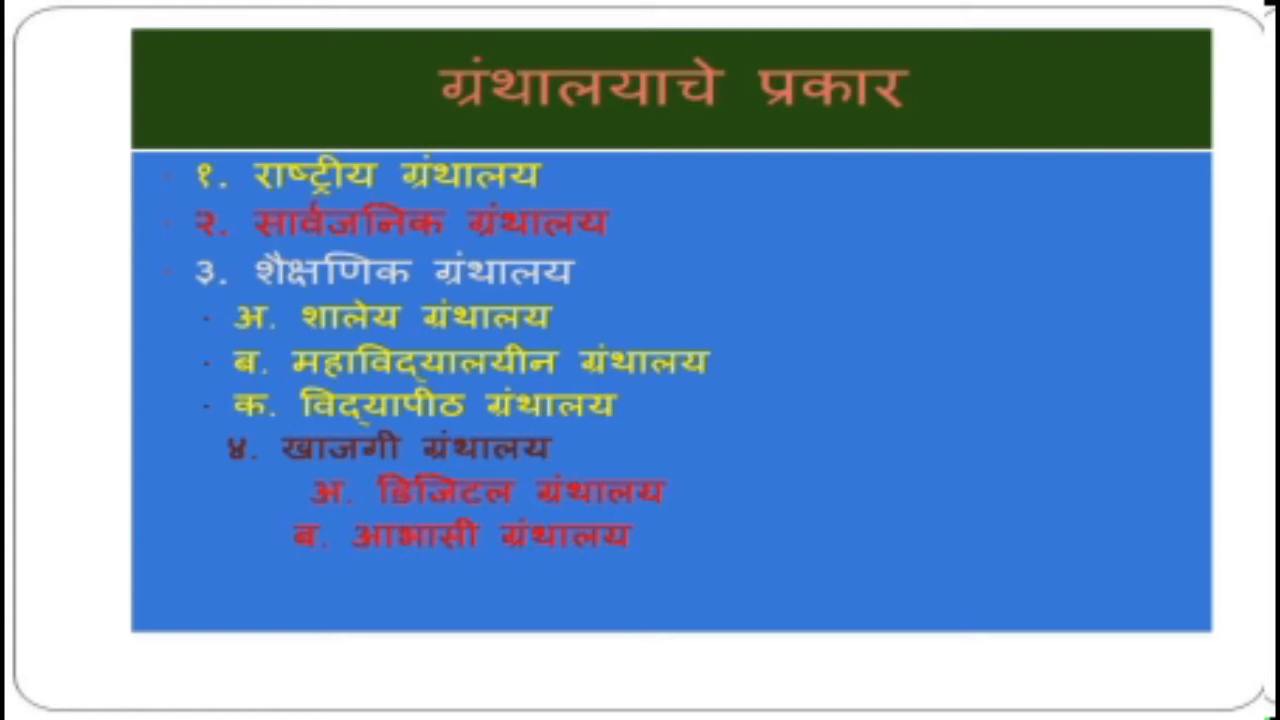 ग्रंथालयाचे प्रकार
१. राष्ट्रीय ग्रंथालय
२. सार्वजनिक ग्रंथालय
३. शैक्षणिक ग्रंथालय
अ. शालेय ग्रंथालय
ब. महाविद्यालयीन ग्रंथालय
क. विद्यापीठ ग्रंथालय
४. खाजगी ग्रंथालय
अ. डिजिटल ग्रंथालय
ब. आभासी ग्रंथालय